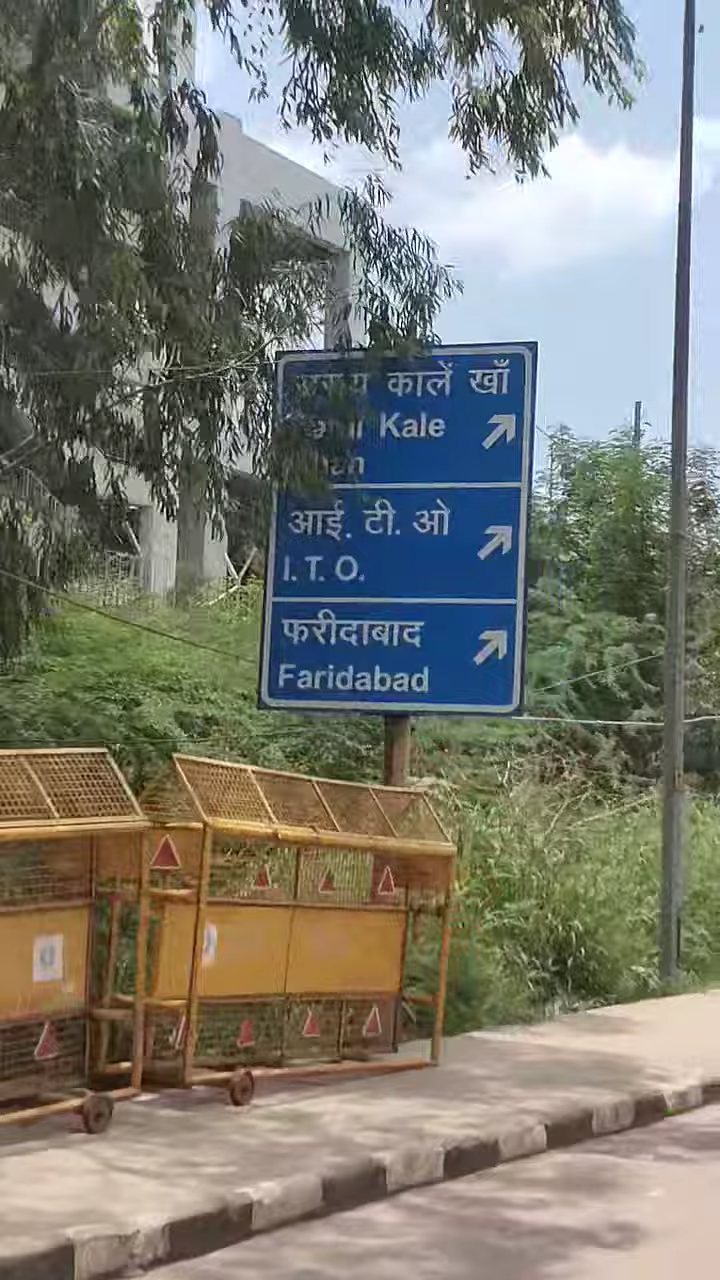 कालें खाँ
Kale
आई. टी. ओ
I. T. O.
फरीदाबाद
Faridabad